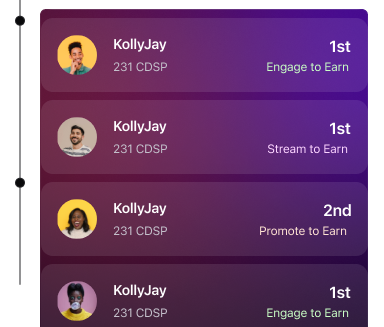 KollyJay
1st
231 CDSP
Engage to Earn
KollyJay
1st
231 CDSP
Stream to Earn
KollyJay
2nd
231 CDSP
Promote to Earn
KollyJay
1st
231 CDSP
Engage to Earn